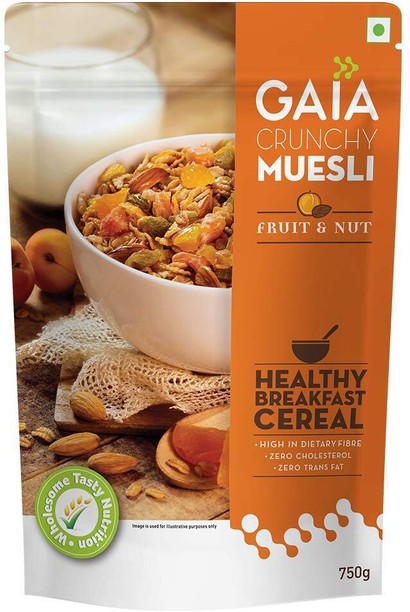 GAIA
CRUNCHY
MUESLI
FRUIT & NUT
HEALTHY
BREAKFAST
CEREAL
• HIGH IN DIETARY FIBRE
• ZERO CHOLESTEROL
• ZERO TRANS FAT
Wholesome Tasty Nutrition
Image is used for illustrative purposes only
750g